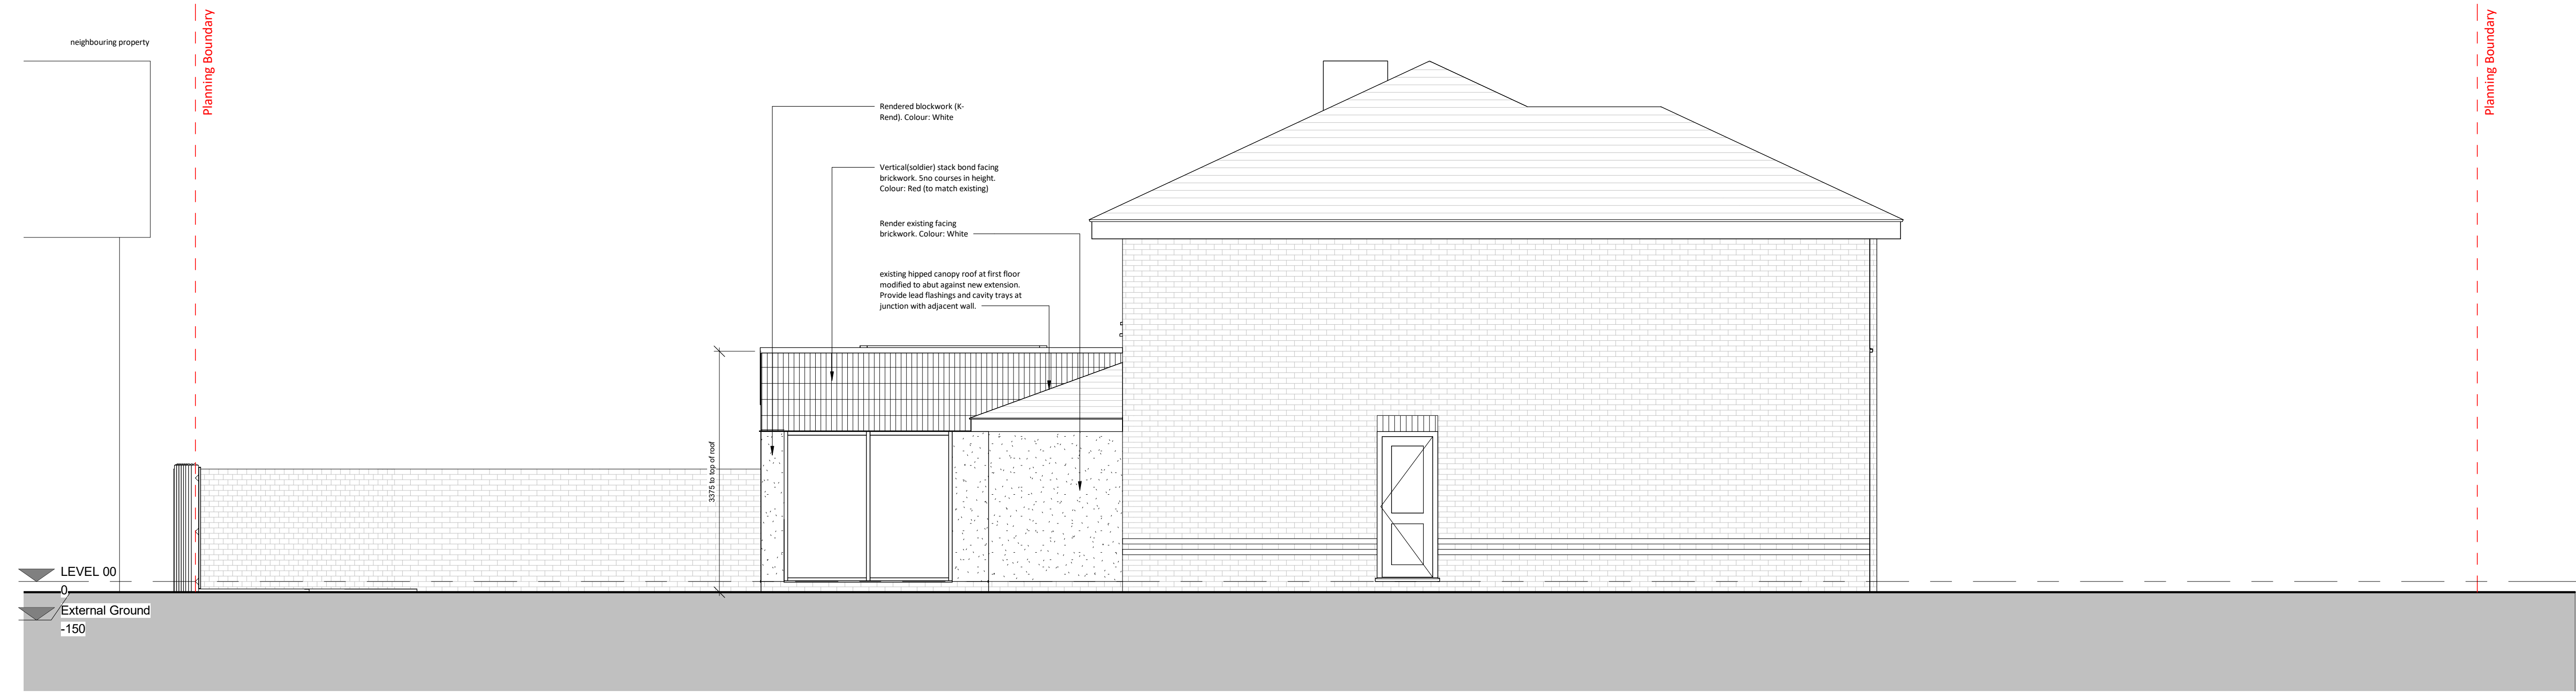 neighbouring property
Planning Boundary
Rendered blockwork (K-
Rend). Colour: White
Vertical(soldier) stack bond facing
brickwork. 5no courses in height.
Colour: Red (to match existing)
Render existing facing
brickwork. Colour: White
existing hipped canopy roof at first floor
modified to abut against new extension.
Provide lead flashings and cavity trays at
junction with adjacent wall.
3375 to top of roof
LEVEL 00
0
External Ground
-150
Planning Boundary